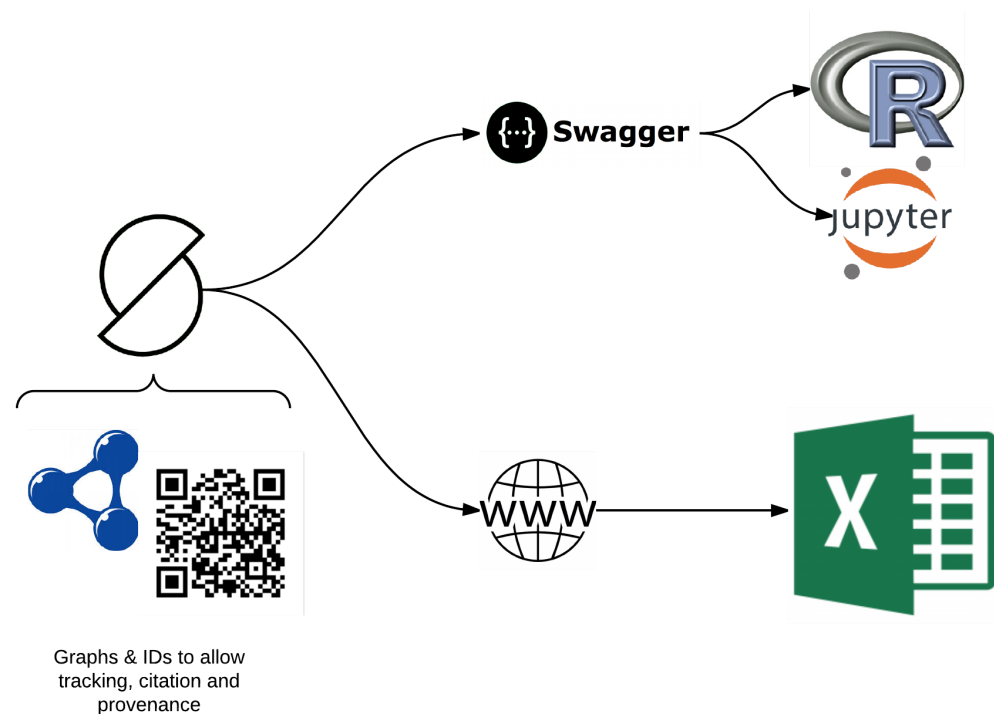 {···} Swagger
R
jupyter
WWW
X
Graphs & IDs to allow
tracking, citation and
provenance